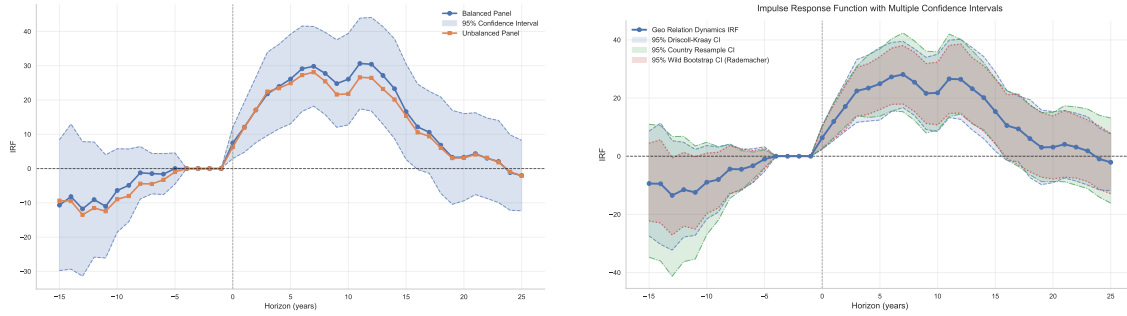 Balanced Panel
95% Confidence Interval
Unbalanced Panel
40
30
20
10
0
−10
−20
−30
IRF
−15
−10
−5
0
5
10
15
20
25
Horizon (years)
Impulse Response Function with Multiple Confidence Intervals
Geo Relation Dynamics IRF
95% Driscoll-Kraay CI
95% Country Resample CI
95% Wild Bootstrap CI (Rademacher)
40
20
0
−20
−40
IRF
−15
−10
−5
0
5
10
15
20
25
Horizon (years)